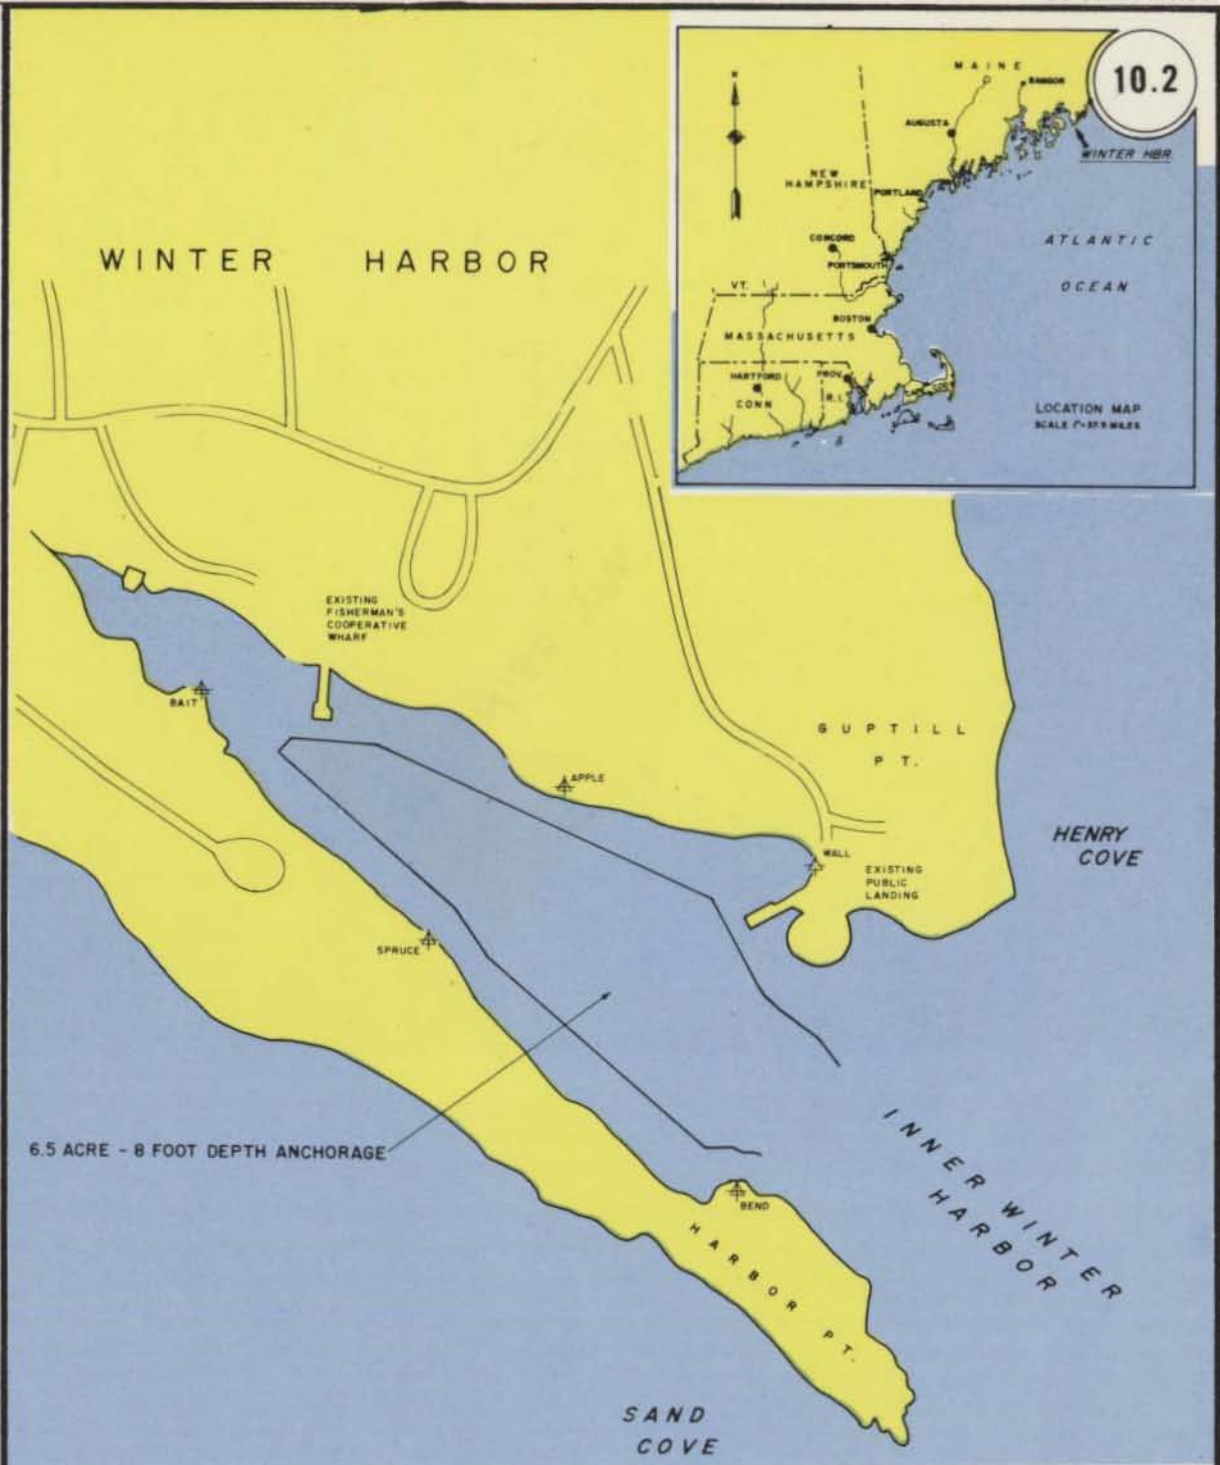 10.2
MAINE
BANGOR
AUGUSTA
WINTER HBR.
NEW
HAMPSHIRE
PORTLAND
CONCORD
PORTSMOUTH
ATLANTIC
OCEAN
VT.
BOSTON
MASSACHUSETTS
HARTFORD
PROV.
CONN
R.I.
LOCATION MAP
N
WINTER HARBOR
EXISTING
FISHERMAN'S
COOPERATIVE
WHARF
BAIT
GUPTILL
PT.
APPLE
HENRY
COVE
WALL
EXISTING
PUBLIC
LANDING
SPRUCE
6.5 ACRE - 8 FOOT DEPTH ANCHORAGE
INNER WINTER
HARBOR
BEND
HARBOR PT.
SAND
COVE